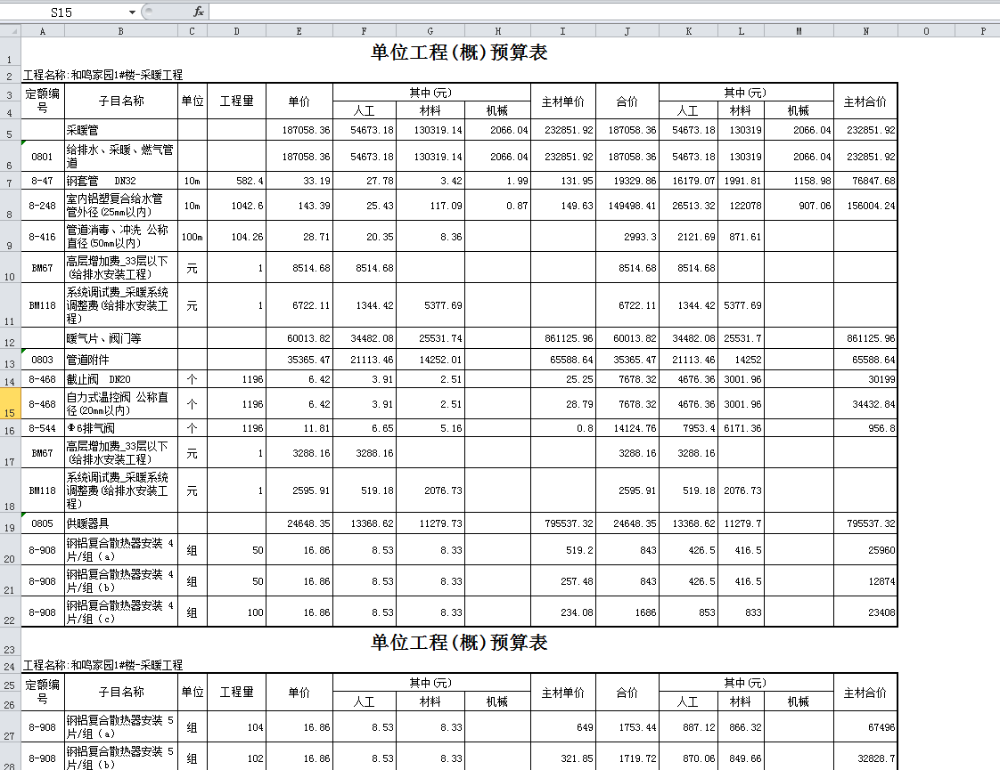 S15 fx
A B C D E F G H I J K L M N O P
1 单位工程(概)预算表
2 工程名称:和鸣家园1#楼-采暖工程
3 定额编号 子目名称 单位 工程量 单价 其中(元) 主材单价 合价 其中(元) 主材合价
4 人工 材料 机械 人工 材料 机械
5 采暖管 187058.36 54673.18 130319.14 2066.04 232851.92 187058.36 54673.18 130319 2066.04 232851.92
6 0801 给排水、采暖、燃气管道 187058.36 54673.18 130319.14 2066.04 232851.92 187058.36 54673.18 130319 2066.04 232851.92
7 8-47 钢套管 DN32 10m 582.4 33.19 27.78 3.42 1.99 131.95 19329.86 16179.07 1991.81 1158.98 76847.68
8 8-248 室内铝塑复合给水管 管外径(25mm以内) 10m 1042.6 143.39 25.43 117.09 0.87 149.63 149498.41 26513.32 122078 907.06 156004.24
9 8-416 管道消毒、冲洗 公称直径(50mm以内) 100m 104.26 28.71 20.35 8.36 2993.3 2121.69 871.61
10 BM67 高层增加费_33层以下(给排水安装工程) 元 1 8514.68 8514.68 8514.68 8514.68
11 BM118 系统调试费_采暖系统调整费(给排水安装工程) 元 1 6722.11 1344.42 5377.69 6722.11 1344.42 5377.69
12 暖气片、阀门等 60013.82 34482.08 25531.74 861125.96 60013.82 34482.08 25531.7 861125.96
13 0803 管道附件 35365.47 21113.46 14252.01 65588.64 35365.47 21113.46 14252 65588.64
14 8-468 截止阀 DN20 个 1196 6.42 3.91 2.51 25.25 7678.32 4676.36 3001.96 30199
15 8-468 自力式温控阀 公称直径(20mm以内) 个 1196 6.42 3.91 2.51 28.79 7678.32 4676.36 3001.96 34432.84
16 8-544 Φ6排气阀 个 1196 11.81 6.65 5.16 0.8 14124.76 7953.4 6171.36 956.8
17 BM67 高层增加费_33层以下(给排水安装工程) 元 1 3288.16 3288.16 3288.16 3288.16
18 BM118 系统调试费_采暖系统调整费(给排水安装工程) 元 1 2595.91 519.18 2076.73 2595.91 519.18 2076.73
19 0805 供暖器具 24648.35 13368.62 11279.73 795537.32 24648.35 13368.62 11279.7 795537.32
20 8-908 钢铝复合散热器安装 4片/组（a） 组 50 16.86 8.53 8.33 519.2 843 426.5 416.5 25960
21 8-908 钢铝复合散热器安装 4片/组（b） 组 50 16.86 8.53 8.33 257.48 843 426.5 416.5 12874
22 8-908 钢铝复合散热器安装 4片/组（c） 组 100 16.86 8.53 8.33 234.08 1686 853 833 23408
23 单位工程(概)预算表
24 工程名称:和鸣家园1#楼-采暖工程
25 定额编号 子目名称 单位 工程量 单价 其中(元) 主材单价 合价 其中(元) 主材合价
26 人工 材料 机械 人工 材料 机械
27 8-908 钢铝复合散热器安装 5片/组（a） 组 104 16.86 8.53 8.33 649 1753.44 887.12 866.32 67496
28 8-908 钢铝复合散热器安装 5片/组（b） 组 102 16.86 8.53 8.33 321.85 1719.72 870.06 849.66 32828.7